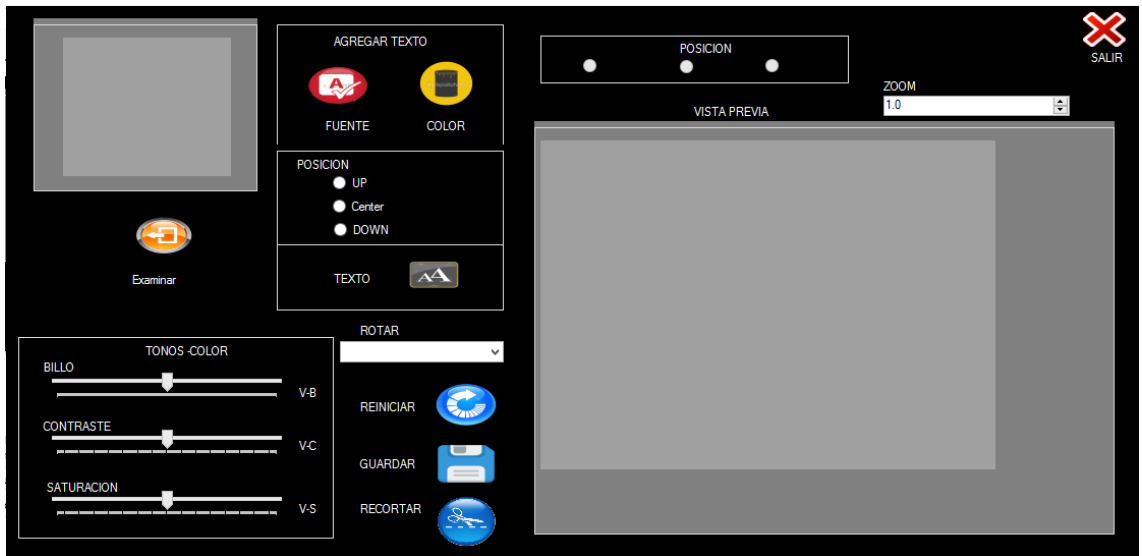 AGREGAR TEXTO
FUENTE
COLOR
POSICION
UP
Center
DOWN
TEXTO
Examinar
TONOS -COLOR
BILLO
V-B
CONTRASTE
V-C
SATURACION
V-S
ROTAR
REINICIAR
GUARDAR
RECORTAR
POSICION
VISTA PREVIA
ZOOM
1.0
SALIR